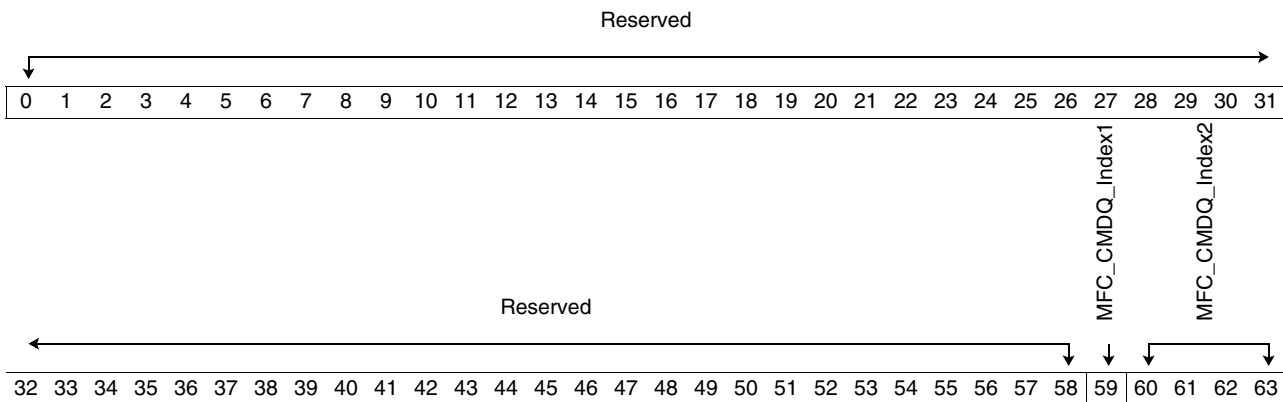 Reserved
0 1 2 3 4 5 6 7 8 9 10 11 12 13 14 15 16 17 18 19 20 21 22 23 24 25 26 27 28 29 30 31
MFC_CMDQ_Index1
MFC_CMDQ_Index2
Reserved
32 33 34 35 36 37 38 39 40 41 42 43 44 45 46 47 48 49 50 51 52 53 54 55 56 57 58 59 60 61 62 63